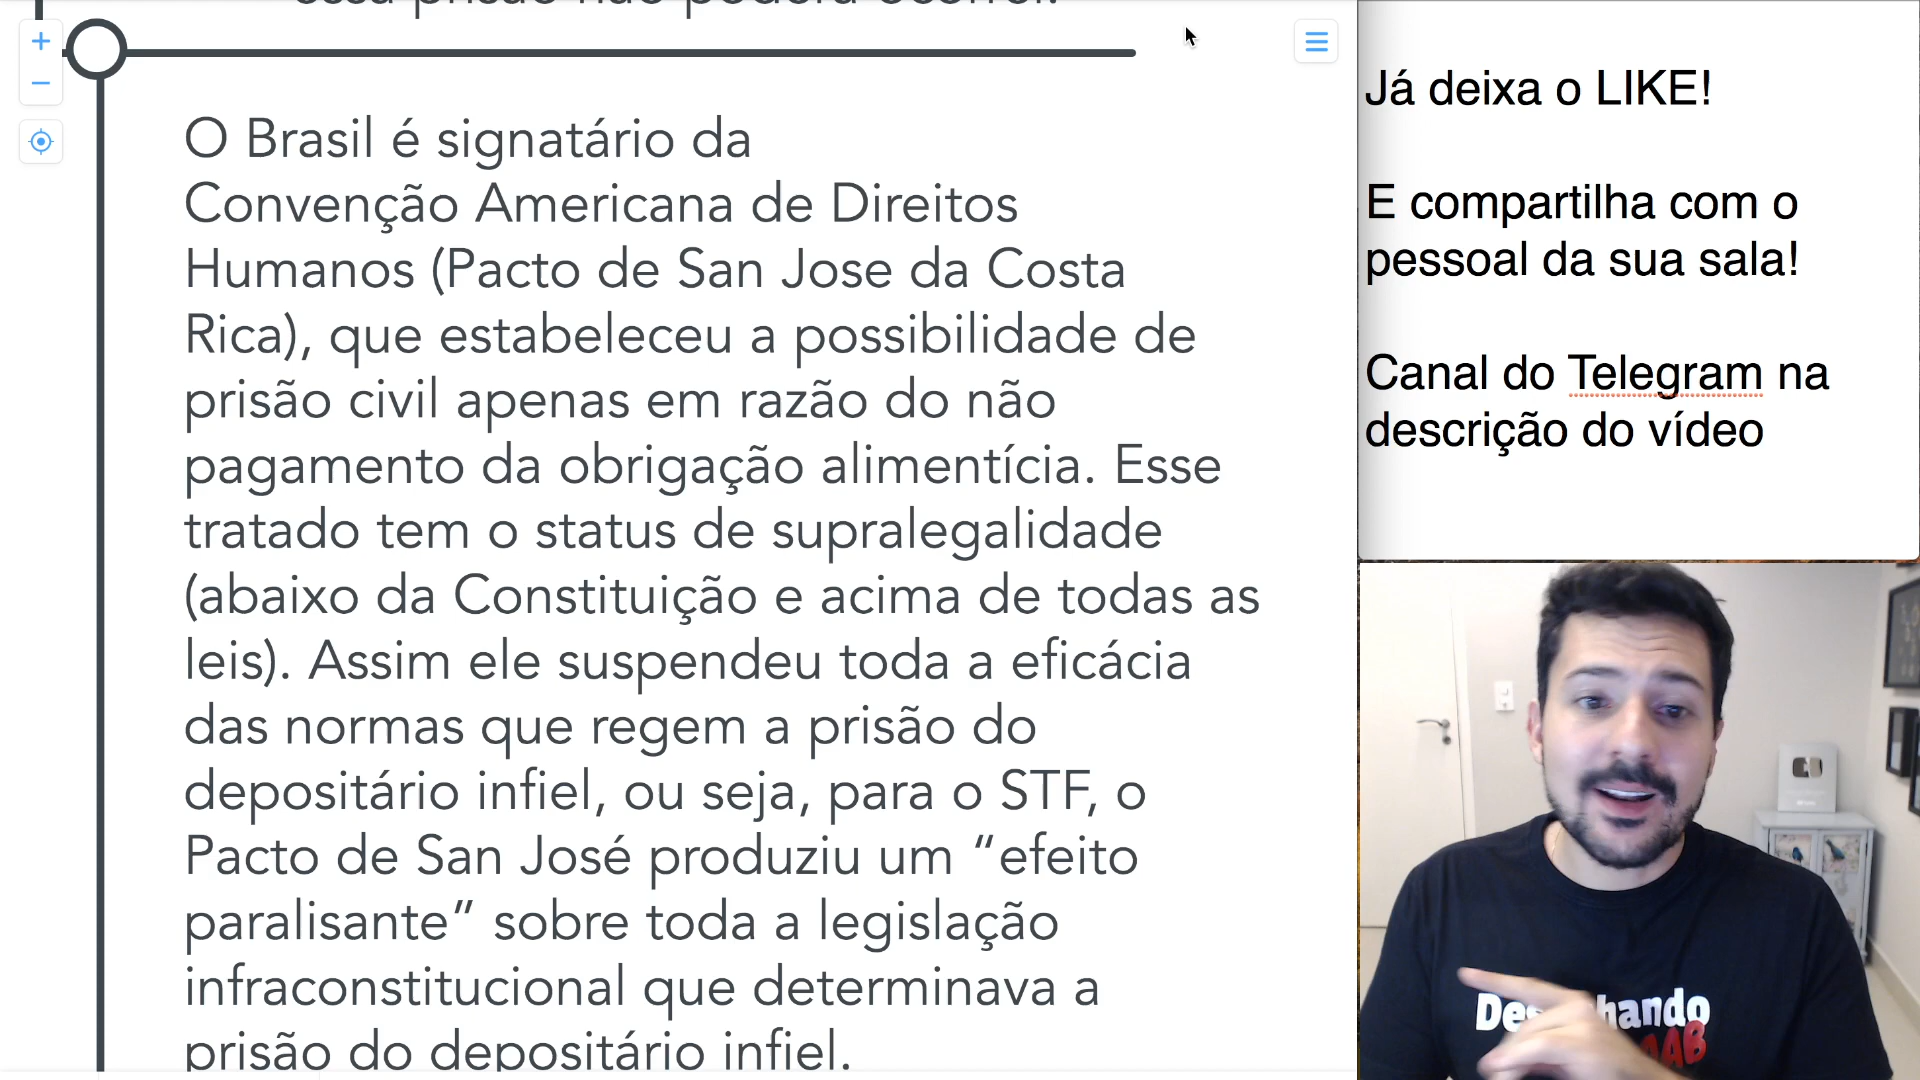 essa prisão não poderá ocorrer.
O Brasil é signatário da
Convenção Americana de Direitos
Humanos (Pacto de San Jose da Costa
Rica), que estabeleceu a possibilidade de
prisão civil apenas em razão do não
pagamento da obrigação alimentícia. Esse
tratado tem o status de supralegalidade
(abaixo da Constituição e acima de todas as
leis). Assim ele suspendeu toda a eficácia
das normas que regem a prisão do
depositário infiel, ou seja, para o STF, o
Pacto de San José produziu um “efeito
paralisante” sobre toda a legislação
infraconstitucional que determinava a
prisão do depositário infiel.
Já deixa o LIKE!
E compartilha com o
pessoal da sua sala!
Canal do Telegram na
descrição do vídeo